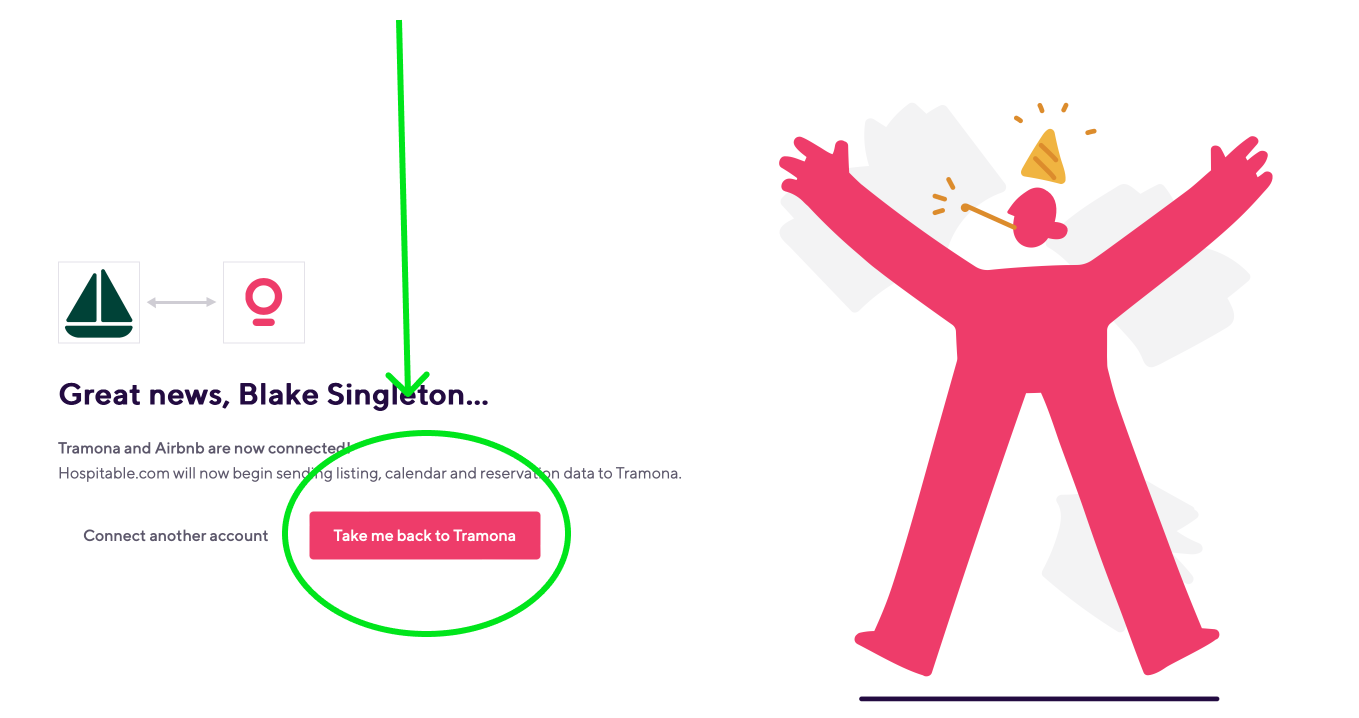 Great news, Blake Singleton...
Tramona and Airbnb are now connected!
Hospitable.com will now begin sending listing, calendar and reservation data to Tramona.
Connect another account
Take me back to Tramona